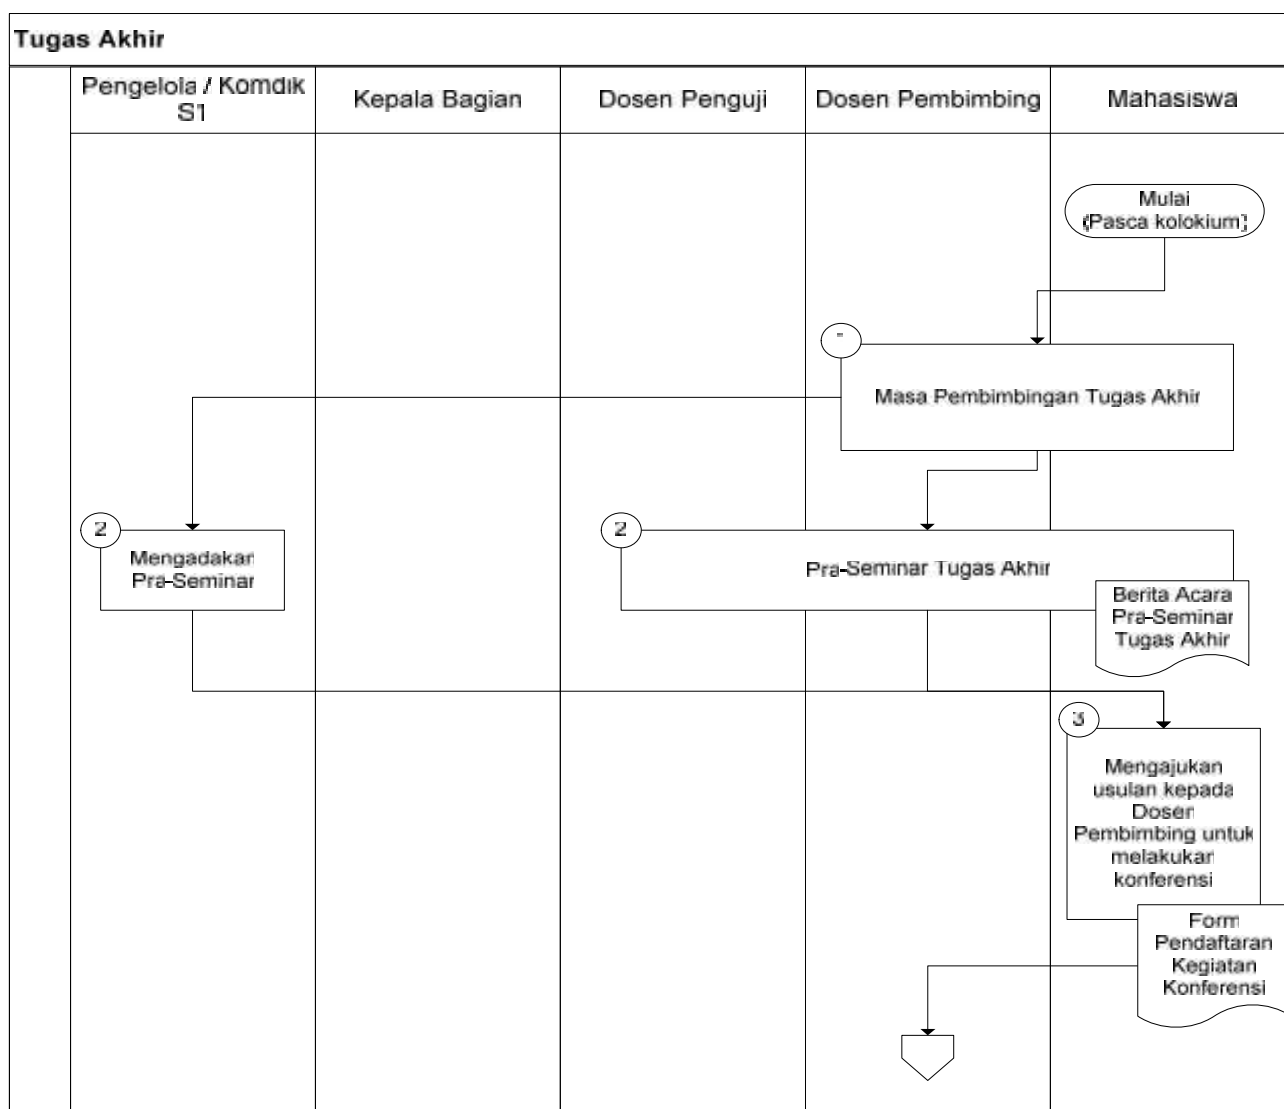 Tugas Akhir
Pengelola / Komdik
S1
Kepala Bagian
Dosen Penguji
Dosen Pembimbing
Mahasiswa
Mulai
(Pasca kolokium)
Masa Pembimbingan Tugas Akhir
2
Mengadakan
Pra-Seminar
2
Pra-Seminar Tugas Akhir
Berita Acara
Pra-Seminar
Tugas Akhir
3
Mengajukan
usulan kepada
Dosen
Pembimbing untuk
melakukan
konferensi
Form
Pendaftaran
Kegiatan
Konferensi